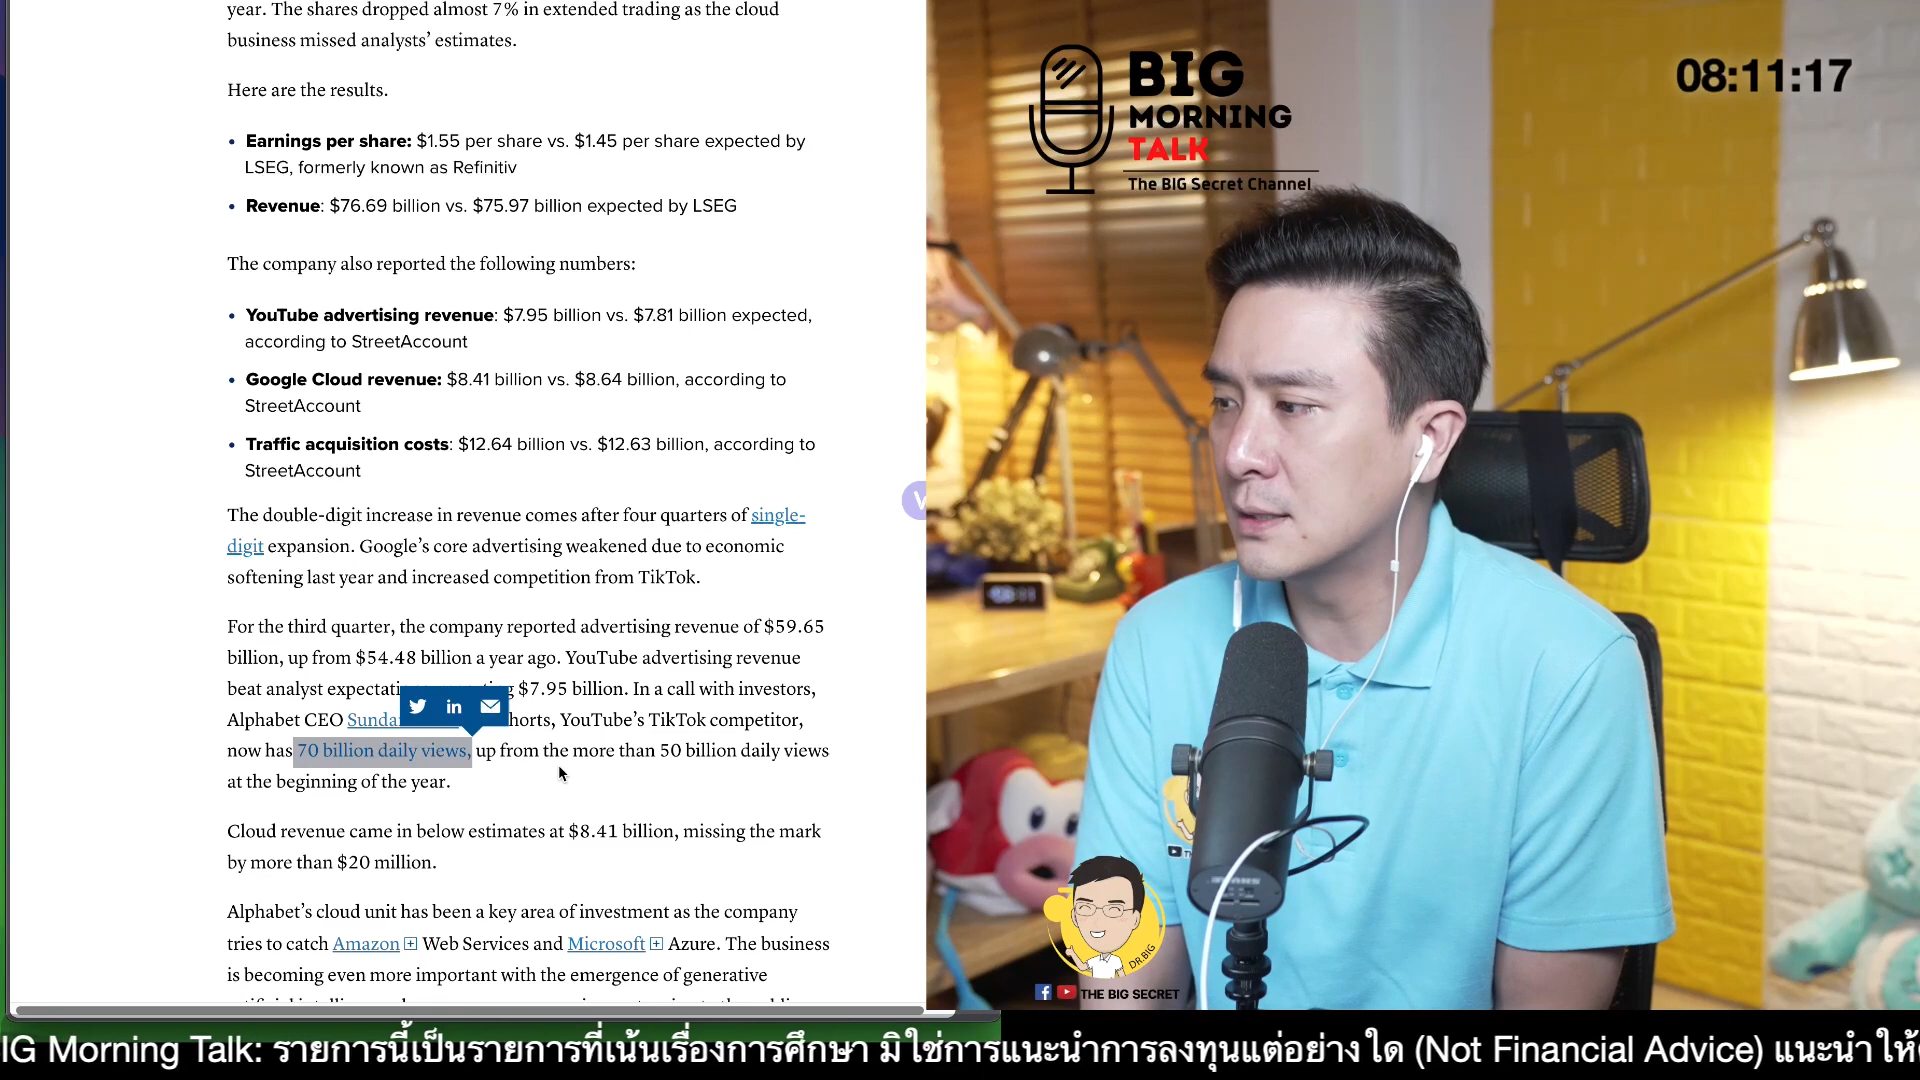 year. The shares dropped almost 7% in extended trading as the cloud
business missed analysts’ estimates.
Here are the results.
• Earnings per share: $1.55 per share vs. $1.45 per share expected by
LSEG, formerly known as Refinitiv
• Revenue: $76.69 billion vs. $75.97 billion expected by LSEG
The company also reported the following numbers:
• YouTube advertising revenue: $7.95 billion vs. $7.81 billion expected,
according to StreetAccount
• Google Cloud revenue: $8.41 billion vs. $8.64 billion, according to
StreetAccount
• Traffic acquisition costs: $12.64 billion vs. $12.63 billion, according to
StreetAccount
The double-digit increase in revenue comes after four quarters of single-
digit expansion. Google’s core advertising weakened due to economic
softening last year and increased competition from TikTok.
For the third quarter, the company reported advertising revenue of $59.65
billion, up from $54.48 billion a year ago. YouTube advertising revenue
beat analyst $7.95 billion. In a call with investors,
Alphabet CEO YouTube’s TikTok competitor,
now has 70 billion daily views, up from the more than 50 billion daily views
at the beginning of the year.
Cloud revenue came in below estimates at $8.41 billion, missing the mark
by more than $20 million.
Alphabet’s cloud unit has been a key area of investment as the company
tries to catch Amazon Web Services and Microsoft Azure. The business
is becoming even more important with the emergence of generative
BIG
MORNING
TALK
The BIG Secret Channel
08:11:17
DR.BIG
THE BIG SECRET
IG Morning Talk: รายการนี้เป็นรายการที่เน้นเรื่องการศึกษา มิใช่การแนะนำการลงทุนแต่อย่างใด (Not Financial Advice) แนะนำให้